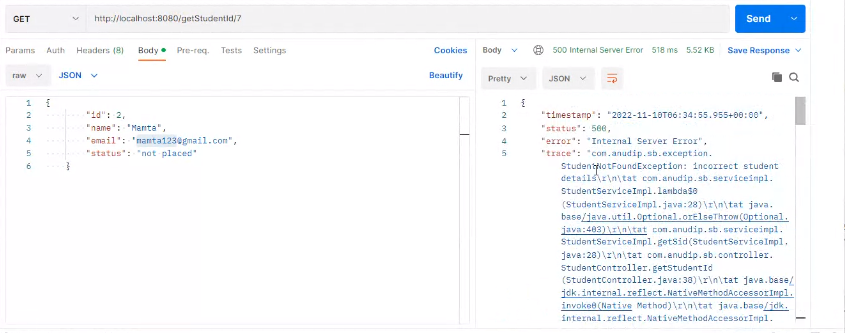 GET http://localhost:8080/getStudentId/7 Send
Params Auth Headers (8) Body Pre-req. Tests Settings Cookies
raw JSON Beautify
1 {
2 "id": 2,
3 "name": "Mamta",
4 "email": "mamta123@gmail.com",
5 "status": "not placed"
6 }
Body 500 Internal Server Error 518 ms 5.52 KB Save Response
Pretty JSON
1 {
2 "timestamp": "2022-11-10T06:34:55.955+00:00",
3 "status": 500,
4 "error": "Internal Server Error",
5 "trace": "com.anudip.sb.exception.
StudentNotFoundException: incorrect student
details\r\n\tat com.anudip.sb.serviceimpl.
StudentServiceImpl.lambda$0
(StudentServiceImpl.java:28)\r\n\tat java.
base/java.util.Optional.orElseThrow(Optional.
java:403)\r\n\tat com.anudip.sb.serviceimpl.
StudentServiceImpl.getSid(StudentServiceImpl.
java:28)\r\n\tat com.anudip.sb.controller.
StudentController.getStudentId
(StudentController.java:38)\r\n\tat java.base/
jdk.internal.reflect.NativeMethodAccessorImpl.
invoke0(Native Method)\r\n\tat java.base/jdk.
internal.reflect.NativeMethodAccessorImpl.